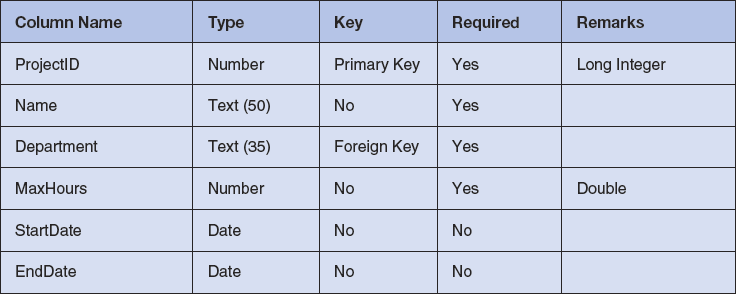 Column Name Type Key Required Remarks
ProjectID Number Primary Key Yes Long Integer
Name Text (50) No Yes
Department Text (35) Foreign Key Yes
MaxHours Number No Yes Double
StartDate Date No No
EndDate Date No No